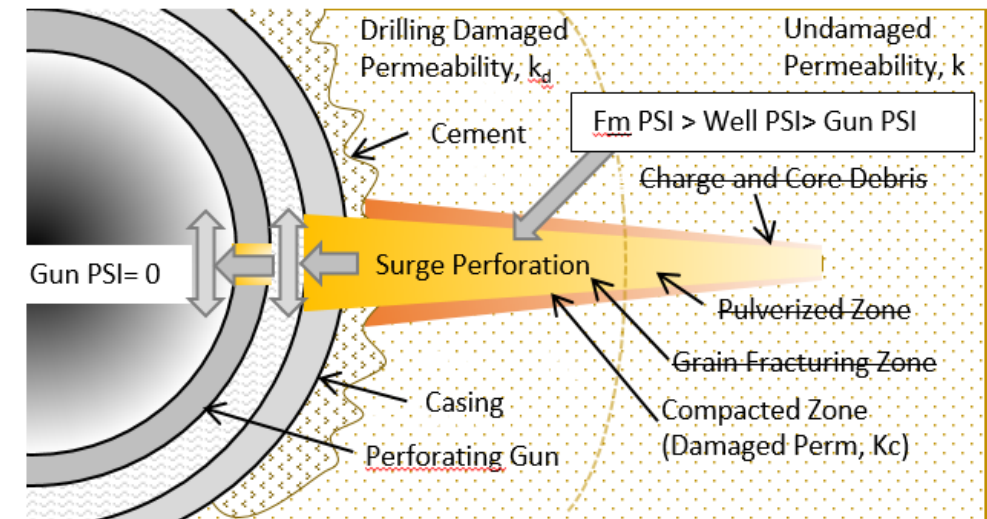 Drilling Damaged
Permeability, kd
Undamaged
Permeability, k
Fm PSI > Well PSI> Gun PSI
Cement
Charge and Core Debris
Gun PSI= 0
Surge Perforation
Pulverized Zone
Grain Fracturing Zone
Casing
Compacted Zone
(Damaged Perm, Kc)
Perforating Gun